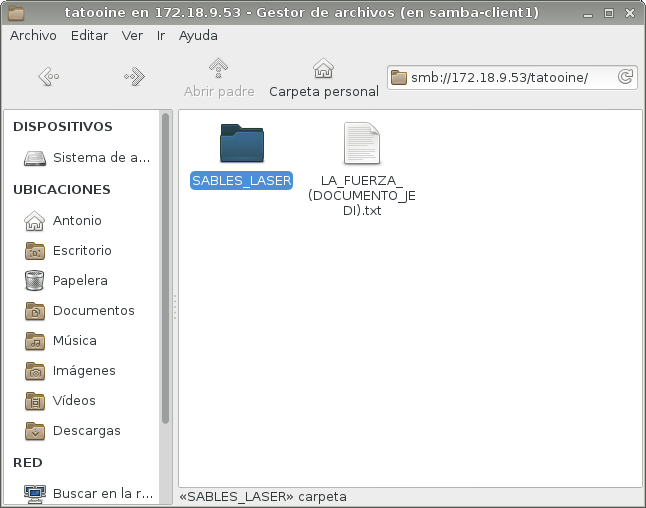 tatooine en 172.18.9.53 - Gestor de archivos (en samba-client1)
Archivo Editar Ver Ir Ayuda
Abrir padre Carpeta personal smb://172.18.9.53/tatooine/
DISPOSITIVOS
Sistema de a...
UBICACIONES
Antonio
Escritorio
Papelera
Documentos
Música
Imágenes
Vídeos
Descargas
RED
Buscar en la r...
SABLES_LASER
LA_FUERZA_
(DOCUMENTO_JE
DI).txt
«SABLES_LASER» carpeta